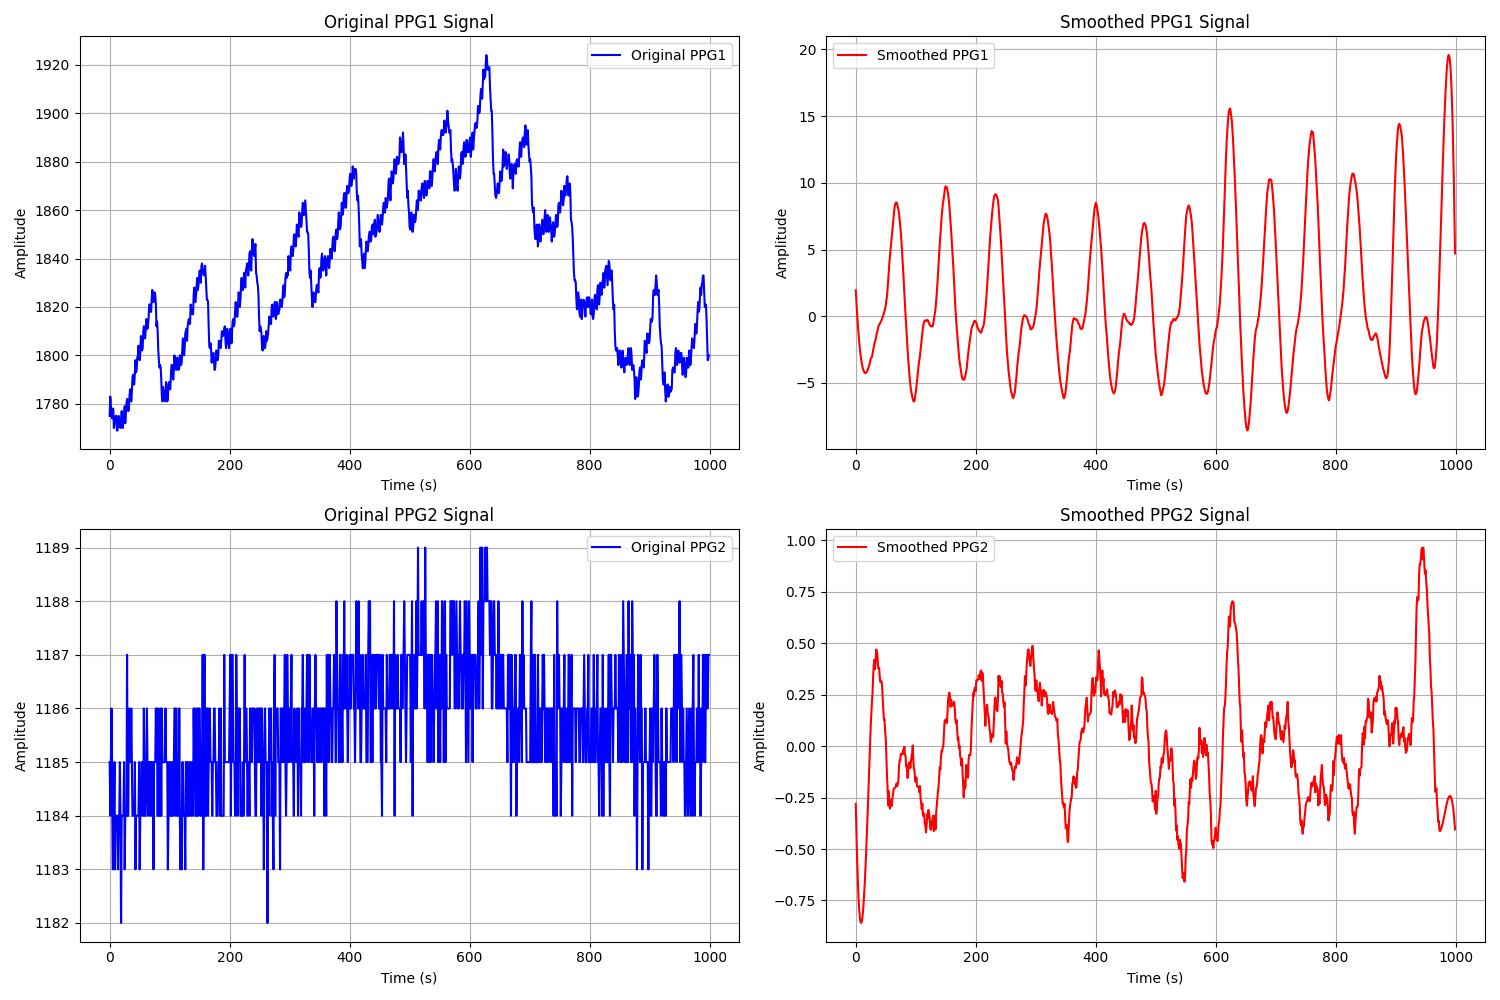 Original PPG1 Signal
Original PPG1
Amplitude
1920
1900
1880
1860
1840
1820
1800
1780
0 200 400 600 800 1000
Time (s)
Smoothed PPG1 Signal
Smoothed PPG1
Amplitude
20
15
10
5
0
−5
0 200 400 600 800 1000
Time (s)
Original PPG2 Signal
Original PPG2
Amplitude
1189
1188
1187
1186
1185
1184
1183
1182
0 200 400 600 800 1000
Time (s)
Smoothed PPG2 Signal
Smoothed PPG2
Amplitude
1.00
0.75
0.50
0.25
0.00
−0.25
−0.50
−0.75
0 200 400 600 800 1000
Time (s)